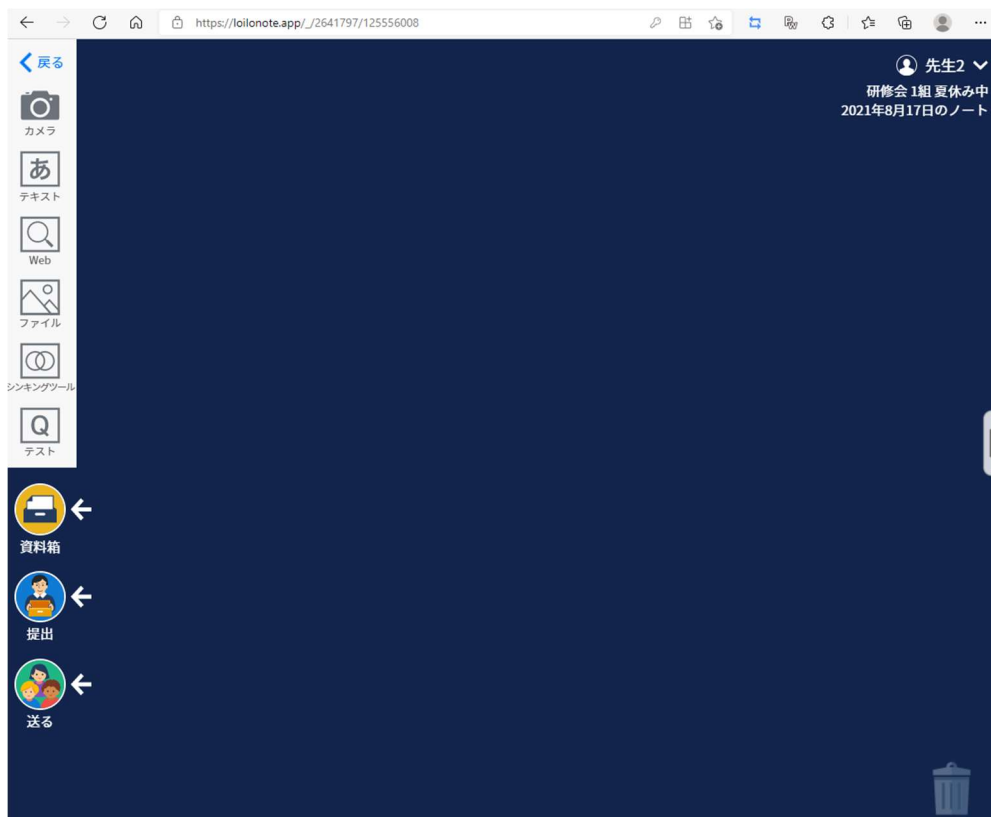 https://loilonote.app/_/2641797/125556008
戻る
先生2
研修会 1組 夏休み中
2021年8月17日のノート
カメラ
あ
テキスト
Web
ファイル
シンキングツール
Q
テスト
資料箱
提出
送る